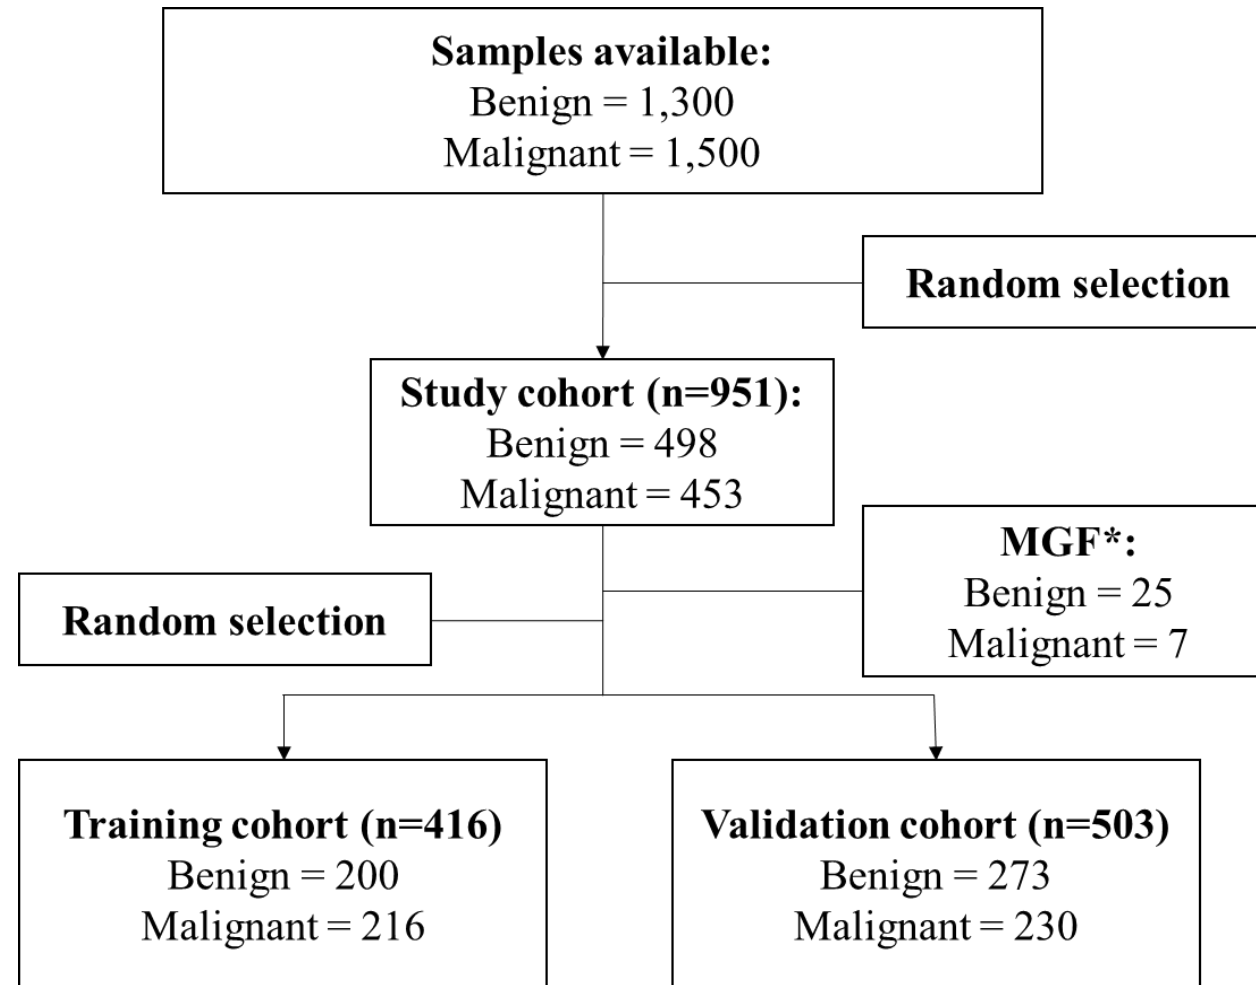 Samples available:
Benign = 1,300
Malignant = 1,500
Random selection
Study cohort (n=951):
Benign = 498
Malignant = 453
MGF*:
Benign = 25
Malignant = 7
Random selection
Training cohort (n=416)
Benign = 200
Malignant = 216
Validation cohort (n=503)
Benign = 273
Malignant = 230